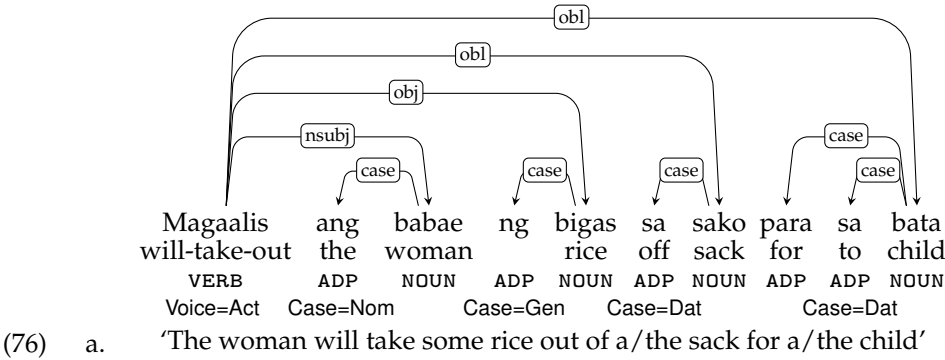 obl
obl
obj
nsubj case
case case case case
Magaalis ang babae ng bigas sa sako para sa bata
will-take-out the woman rice off sack for to child
VERB ADP NOUN ADP NOUN ADP NOUN ADP ADP NOUN
Voice=Act Case=Nom Case=Gen Case=Dat Case=Dat
(76) a. ‘The woman will take some rice out of a/the sack for a/the child’